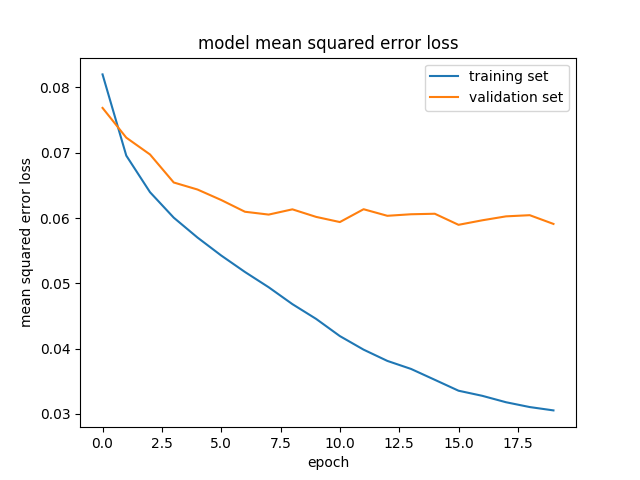 model mean squared error loss
training set
validation set
mean squared error loss
0.08
0.07
0.06
0.05
0.04
0.03
0.0 2.5 5.0 7.5 10.0 12.5 15.0 17.5
epoch